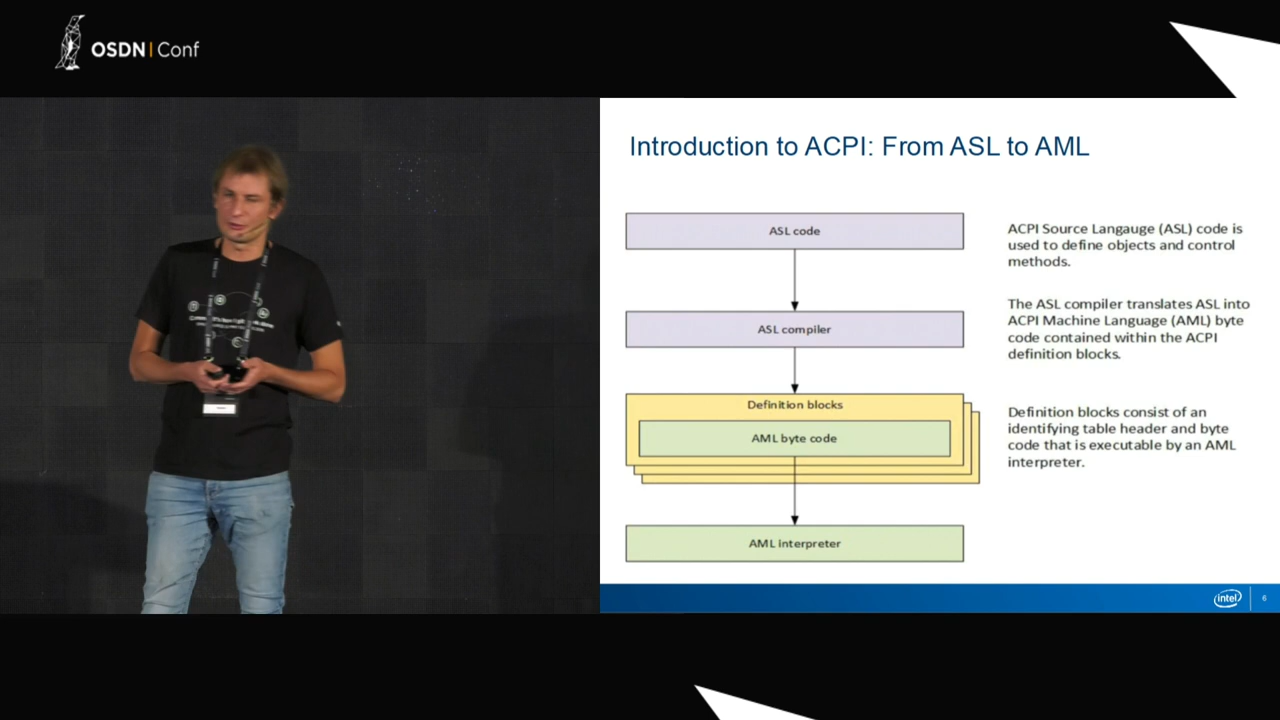 OSDN | Conf
Introduction to ACPI: From ASL to AML
ASL code
ASL compiler
Definition blocks
AML byte code
AML interpreter
ACPI Source Langauge (ASL) code is
used to define objects and control
methods.
The ASL compiler translates ASL into
ACPI Machine Language (AML) byte
code contained within the ACPI
definition blocks.
Definition blocks consist of an
identifying table header and byte
code that is executable by an AML
interpreter.
intel
6